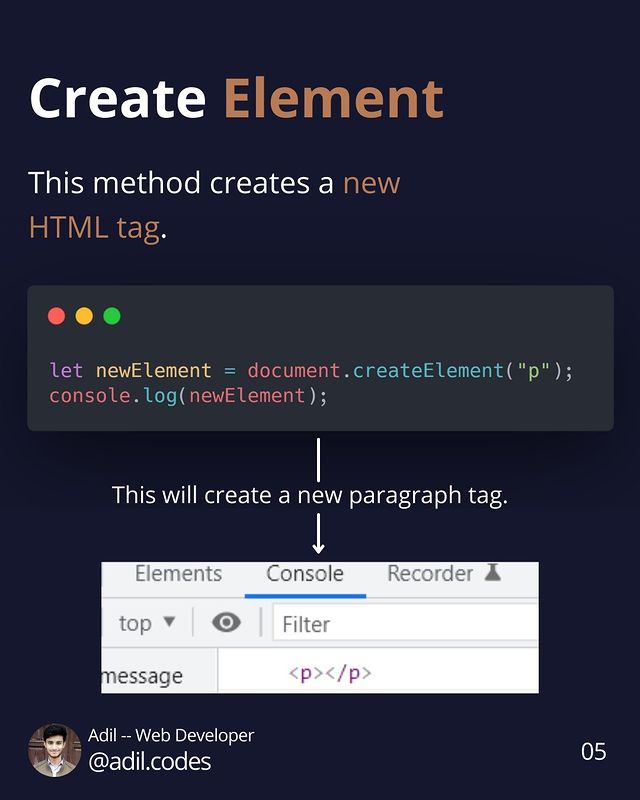 Create Element
This method creates a new
HTML tag.
let newElement = document.createElement("p");
console.log(newElement);
This will create a new paragraph tag.
Elements Console Recorder
top ▼ Filter
message <p></p>
Adil -- Web Developer
@adil.codes
05